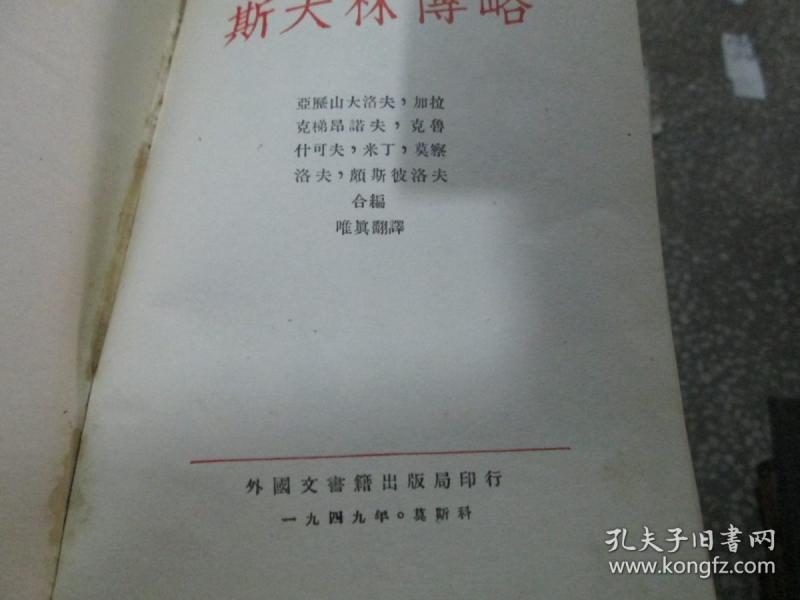 斯大林傳略
亞歷山大洛夫，加拉
克梯昂諾夫，克魯
什可夫，米丁，莫察
洛夫，頗斯彼洛夫
合編
唯眞翻譯
外國文書籍出版局印行
一九四九年。莫斯科
孔夫子旧书网
www.kongfz.com